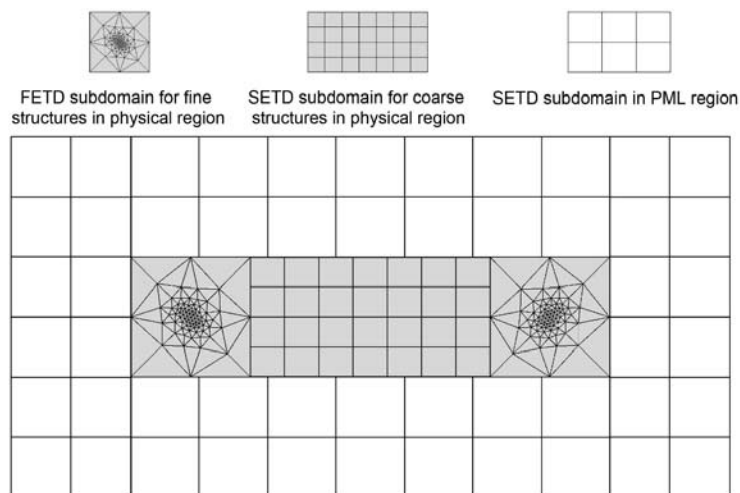 FETD subdomain for fine
structures in physical region
SETD subdomain for coarse
structures in physical region
SETD subdomain in PML region